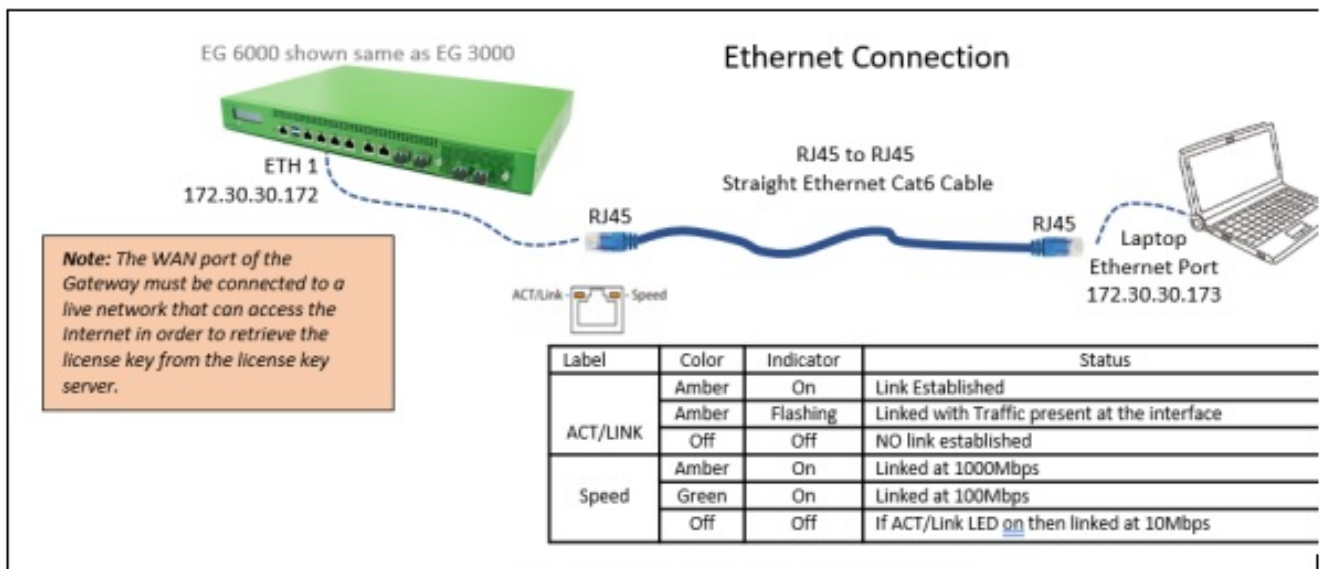 EG 6000 shown same as EG 3000
Ethernet Connection
ETH 1
172.30.30.172
RJ45 to RJ45
Straight Ethernet Cat6 Cable
RJ45
RJ45
Laptop
Ethernet Port
172.30.30.173
Note: The WAN port of the
Gateway must be connected to a
live network that can access the
Internet in order to retrieve the
license key from the license key
server.
ACT/Link
Speed
Label Color Indicator Status
ACT/LINK
Amber On Link Established
Amber Flashing Linked with Traffic present at the interface
Off Off NO link established
Speed
Amber On Linked at 1000Mbps
Green On Linked at 100Mbps
Off Off If ACT/Link LED on then linked at 10Mbps